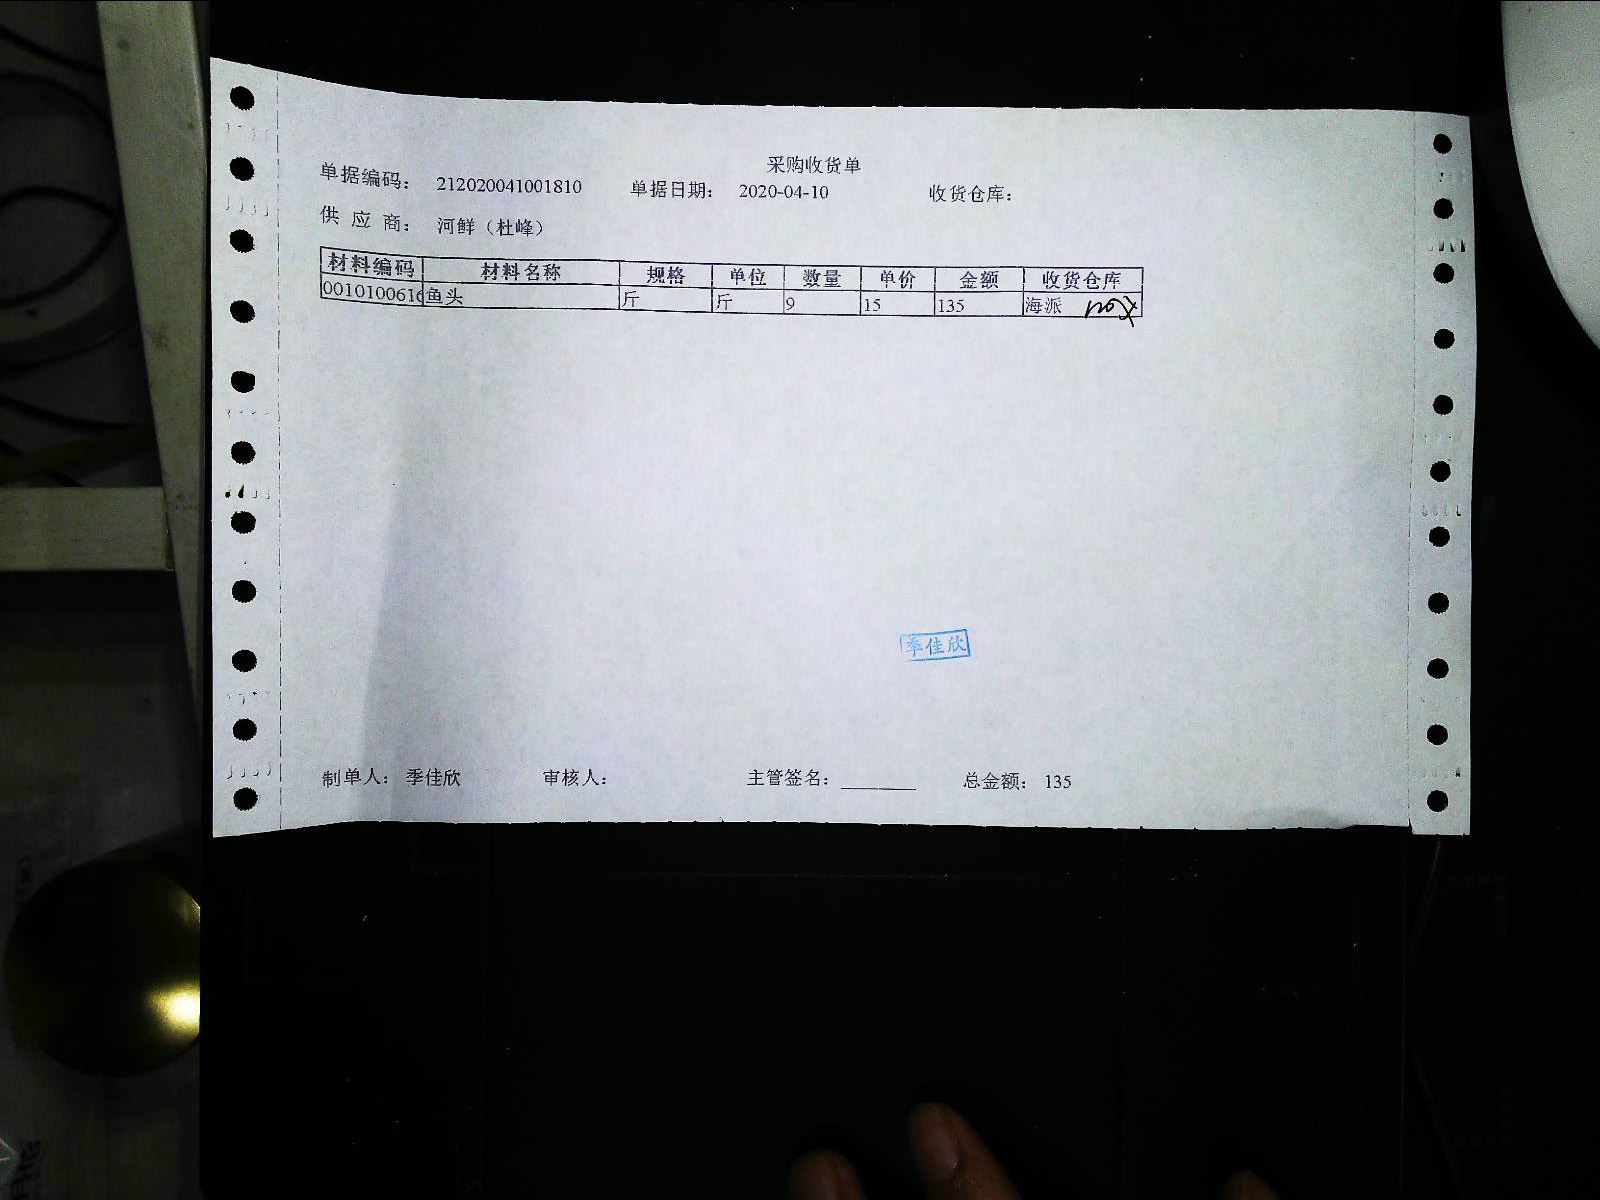 采购收货单
单据编码： 212020041001810 单据日期： 2020-04-10 收货仓库：
供 应 商： 河鲜（杜峰）
材料编码 材料名称 规格 单位 数量 单价 金额 收货仓库
001010061 鱼头 斤 斤 9 15 135 海派
季佳欣
制单人： 季佳欣 审核人： 主管签名： ________ 总金额： 135